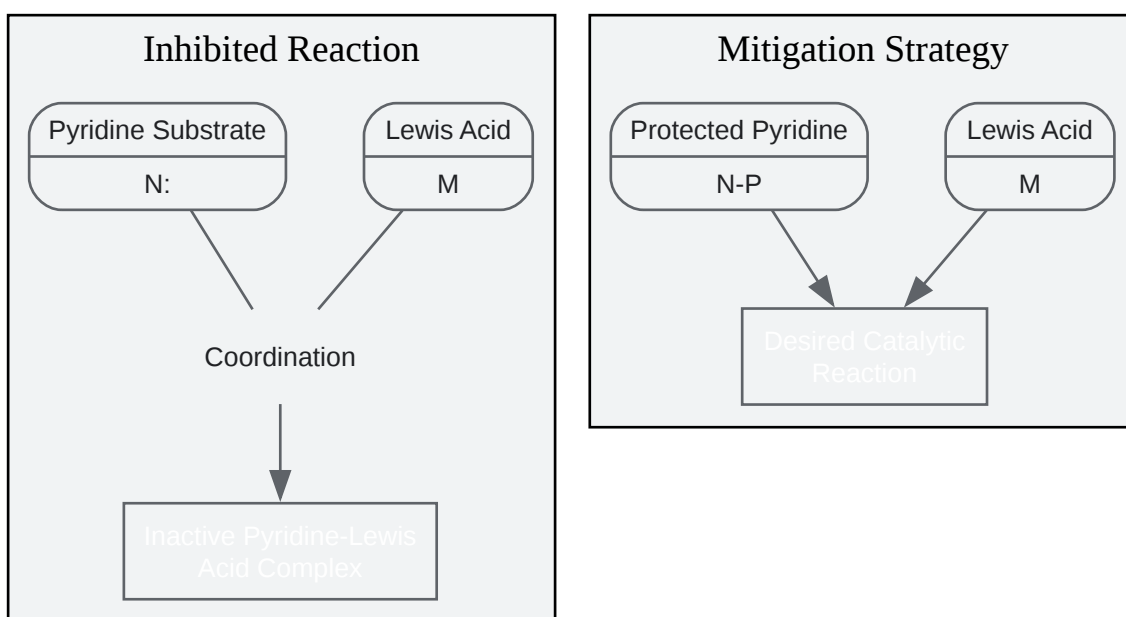 Inhibited Reaction
Pyridine Substrate
N:
Lewis Acid
M
Coordination
Inactive Pyridine-Lewis
Acid Complex
Mitigation Strategy
Protected Pyridine
N-P
Lewis Acid
M
Desired Catalytic
Reaction